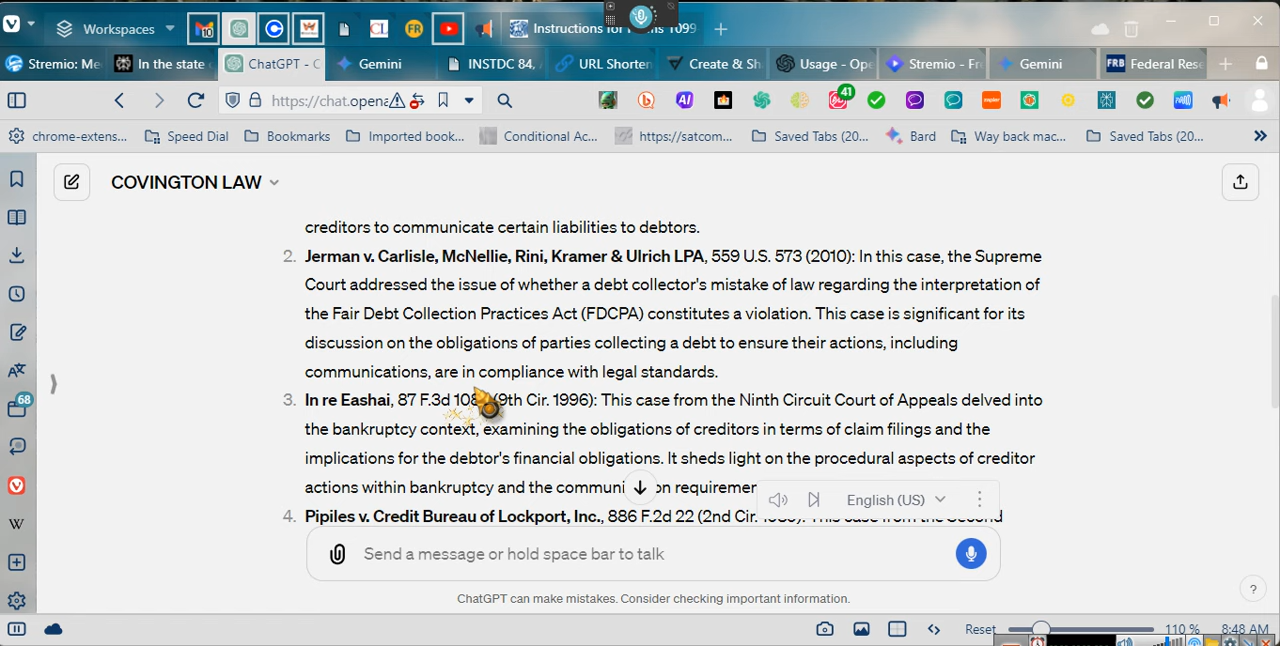 Workspaces
10
CL
FR
Instructions for
1099
Stremio: Me
In the state
ChatGPT - C
Gemini
INSTDC 84,
URL Shorten
Create & Sh
Usage - Ope
Stremio - Fr
Gemini
FRB
Federal Rese
https://chat.opena
AI
41
chrome-extens...
Speed Dial
Bookmarks
Imported book...
Conditional Ac...
https://satcom...
Saved Tabs (20...
Bard
Way back mac...
Saved Tabs (20...
COVINGTON LAW
creditors to communicate certain liabilities to debtors.
2. Jerman v. Carlisle, McNellie, Rini, Kramer & Ulrich LPA, 559 U.S. 573 (2010): In this case, the Supreme
Court addressed the issue of whether a debt collector's mistake of law regarding the interpretation of
the Fair Debt Collection Practices Act (FDCPA) constitutes a violation. This case is significant for its
discussion on the obligations of parties collecting a debt to ensure their actions, including
communications, are in compliance with legal standards.
3. In re Eashai, 87 F.3d (9th Cir. 1996): This case from the Ninth Circuit Court of Appeals delved into
the bankruptcy context, examining the obligations of creditors in terms of claim filings and the
implications for the debtor's financial obligations. It sheds light on the procedural aspects of creditor
actions within bankruptcy and the
English (US)
4. Pipiles v. Credit Bureau of Lockport, Inc., 886 F.2d 22 (2nd Cir.
Send a message or hold space bar to talk
ChatGPT can make mistakes. Consider checking important information.
?
68
W
Reset
110 %
8:48 AM